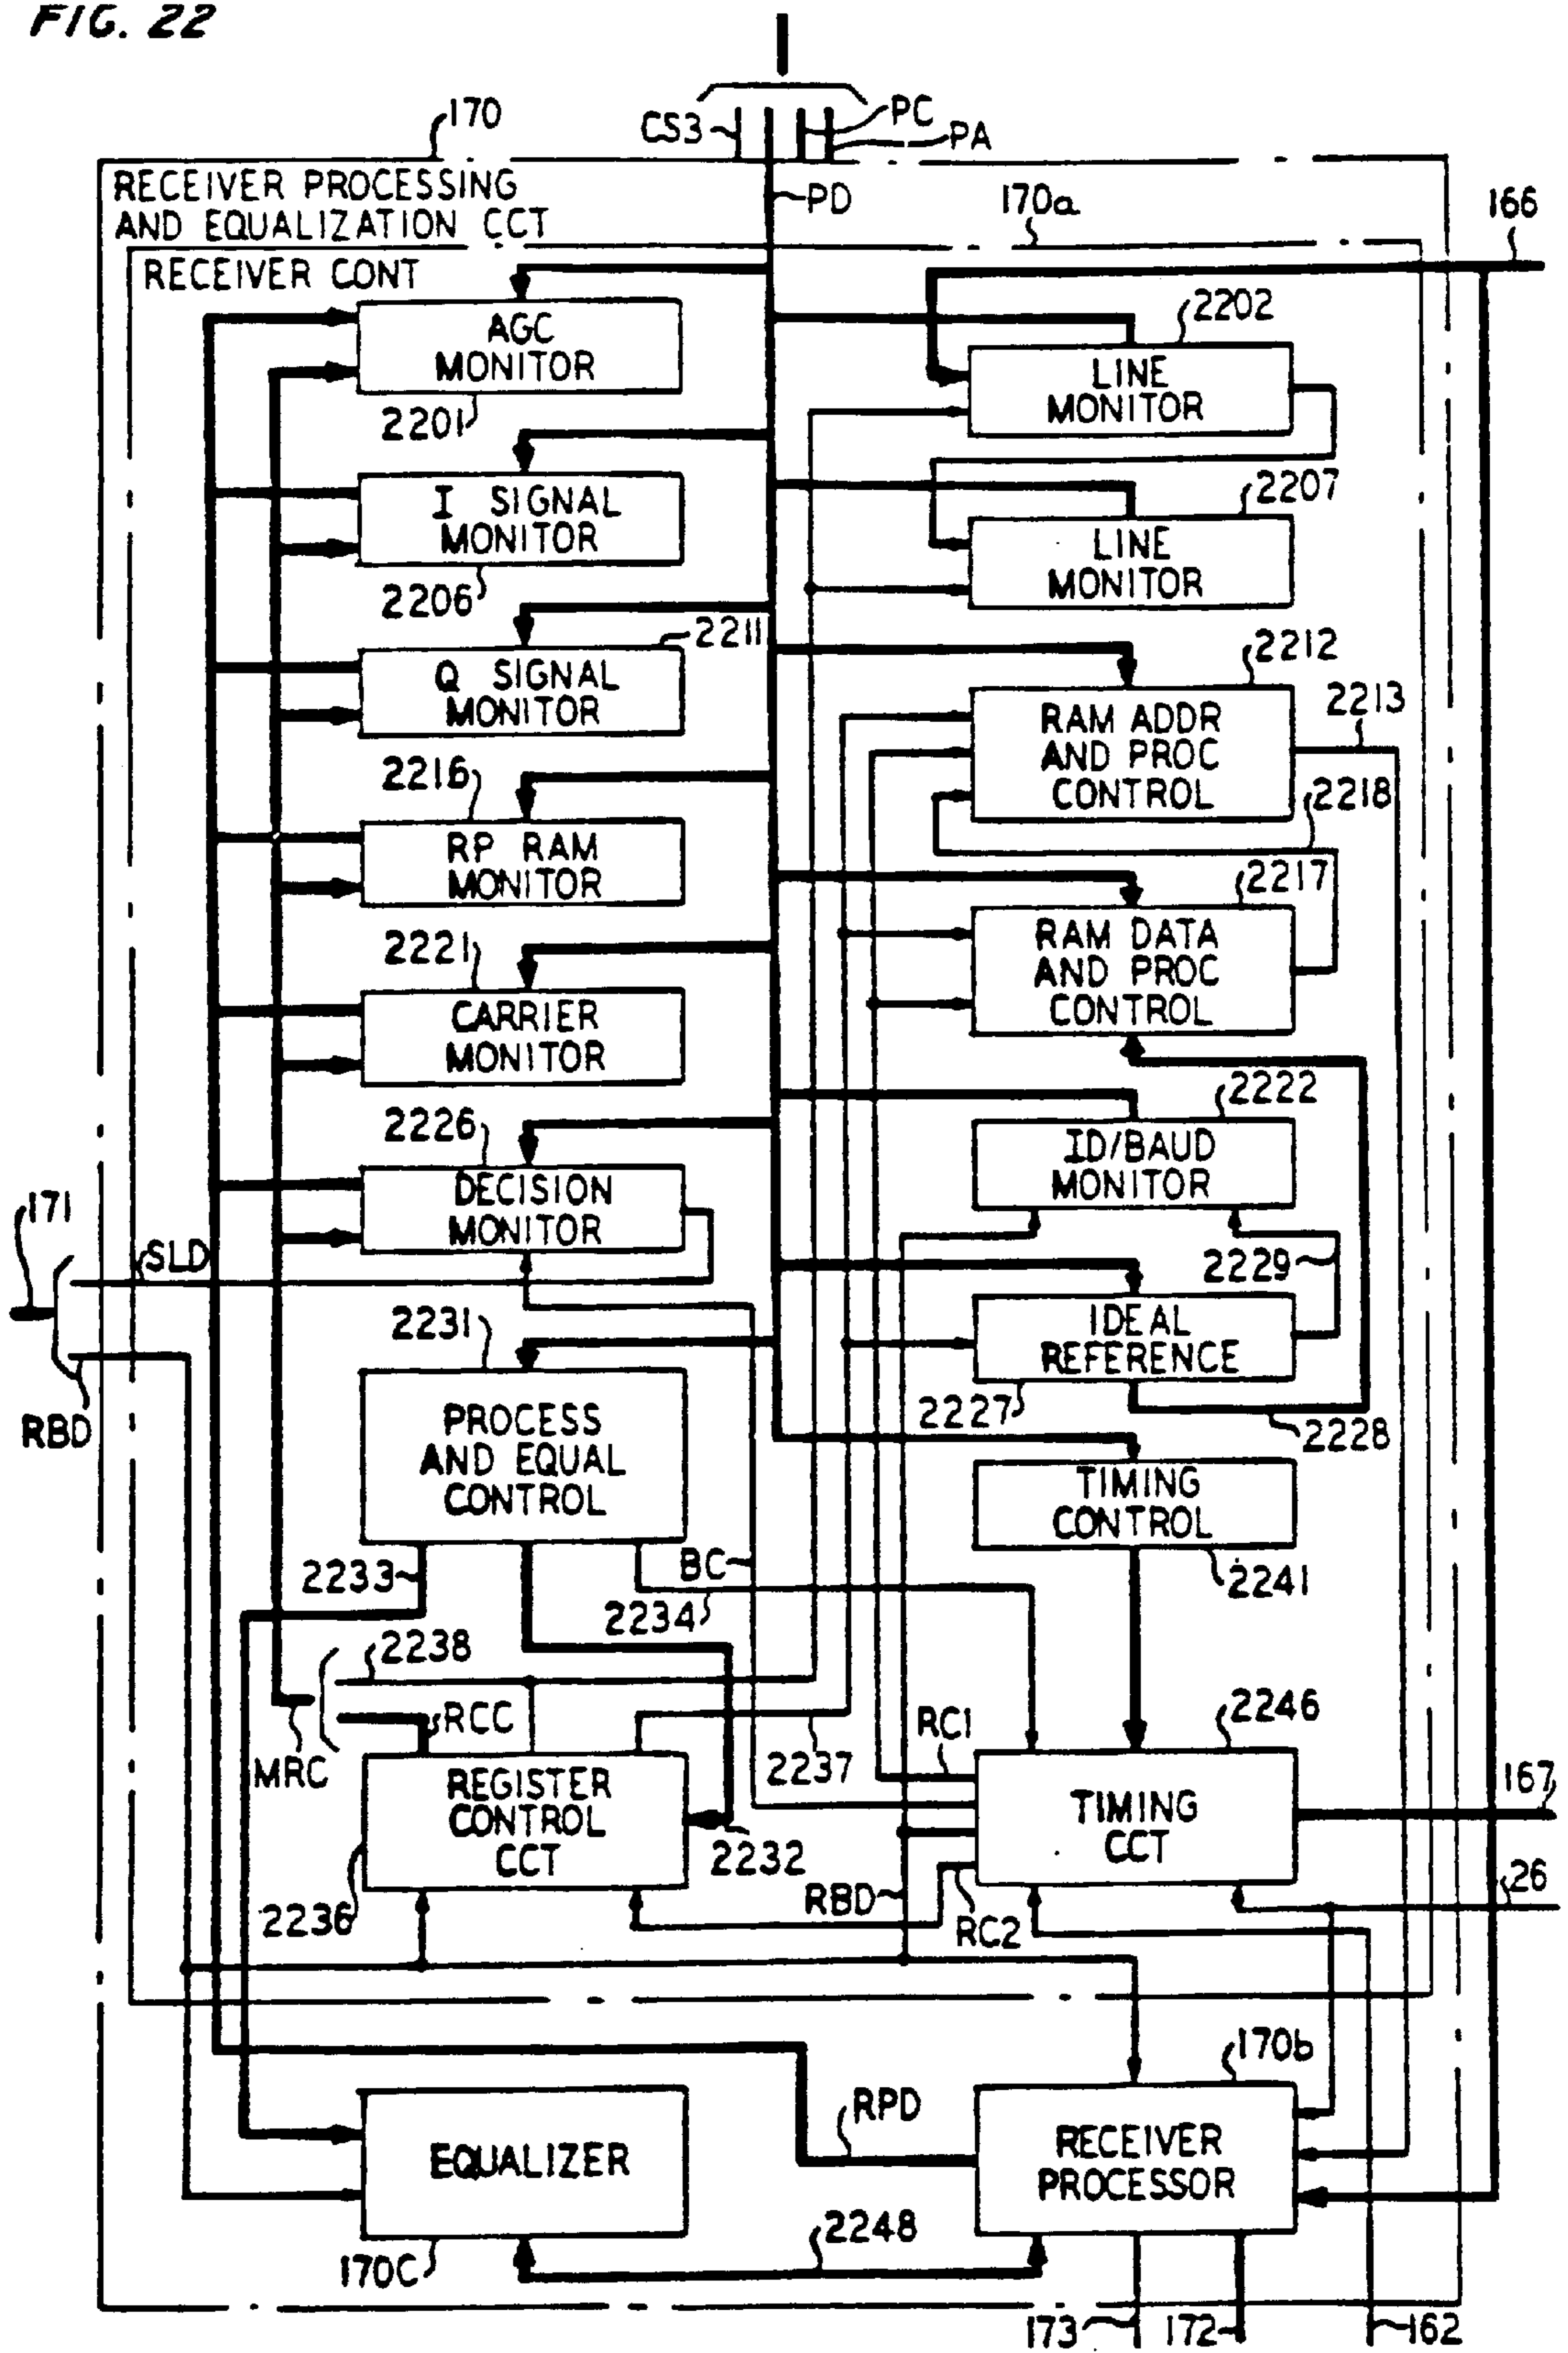 FIG. 22
CS3
PC
PA
170
RECEIVER PROCESSING
AND EQUALIZATION CCT
PD
170a
166
RECEIVER CONT
AGC
MONITOR
2201
2202
LINE
MONITOR
I SIGNAL
MONITOR
2206
2207
LINE
MONITOR
2211
Q SIGNAL
MONITOR
2212
RAM ADDR
AND PROC
CONTROL
2213
2218
2216
RP RAM
MONITOR
2217
RAM DATA
AND PROC
CONTROL
2221
CARRIER
MONITOR
2222
ID/BAUD
MONITOR
2226
DECISION
MONITOR
171
SLD
2229
RBD
2231
PROCESS
AND EQUAL
CONTROL
IDEAL
REFERENCE
2227
2228
TIMING
CONTROL
2241
2233
BC
2234
2238
RCC
MRC
2237
RC1
2246
REGISTER
CONTROL
CCT
2236
2232
TIMING
CCT
167
RBD
RC2
26
170b
RPD
EQUALIZER
RECEIVER
PROCESSOR
170C
2248
173
172
162